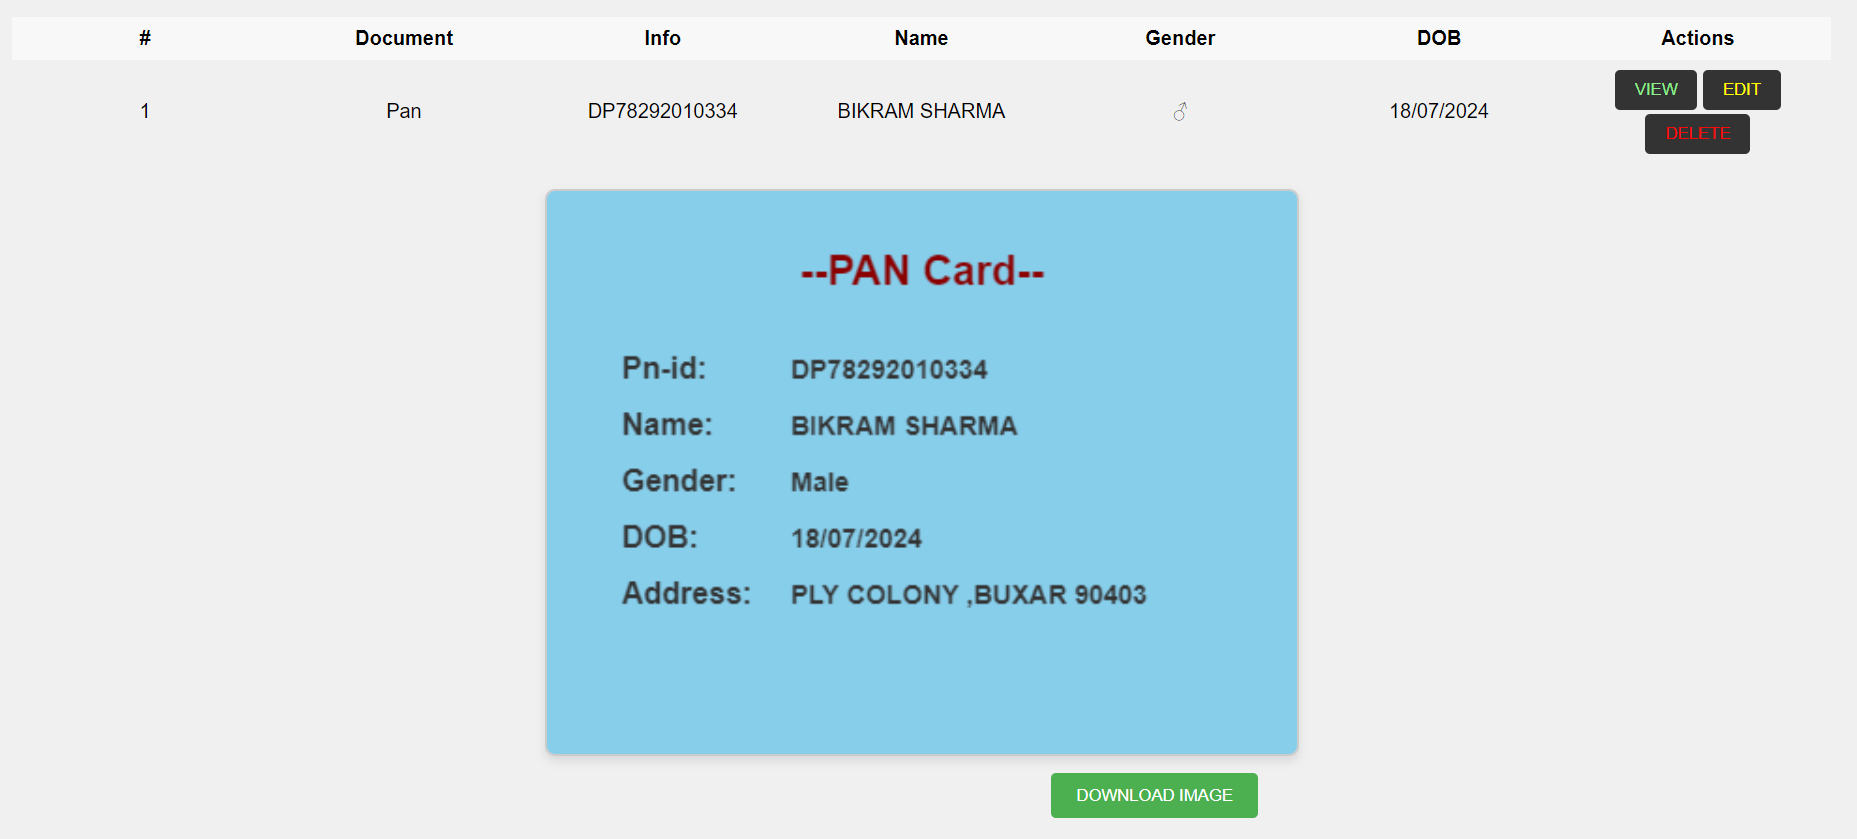 # Document Info Name Gender DOB Actions
1 Pan DP78292010334 BIKRAM SHARMA ♂ 18/07/2024 VIEW EDIT
DELETE
--PAN Card--
Pn-id: DP78292010334
Name: BIKRAM SHARMA
Gender: Male
DOB: 18/07/2024
Address: PLY COLONY ,BUXAR 90403
DOWNLOAD IMAGE